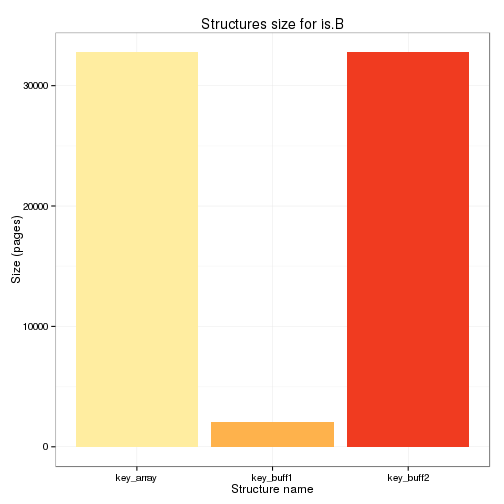 Structures size for is.B
30000
20000
10000
0
Size (pages)
key_array key_buff1 key_buff2
Structure name